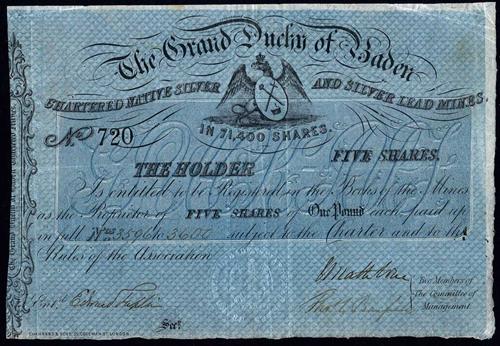 The Grand Duchy of Baden
CHARTERED NATIVE SILVER AND SILVER LEAD MINES.
IN 71,400 SHARES.
No 720
THE HOLDER FIVE SHARES.
Is entitled to be Registered in the Books of the Mines
as the Proprietor of FIVE SHARES of One Pound each, paid up
in full Nos. 3596 to 3600 subject to the Charter and to the
Statutes of the Association
Two Members of
The Committee of
Management.
Entd. Edward
Secy.